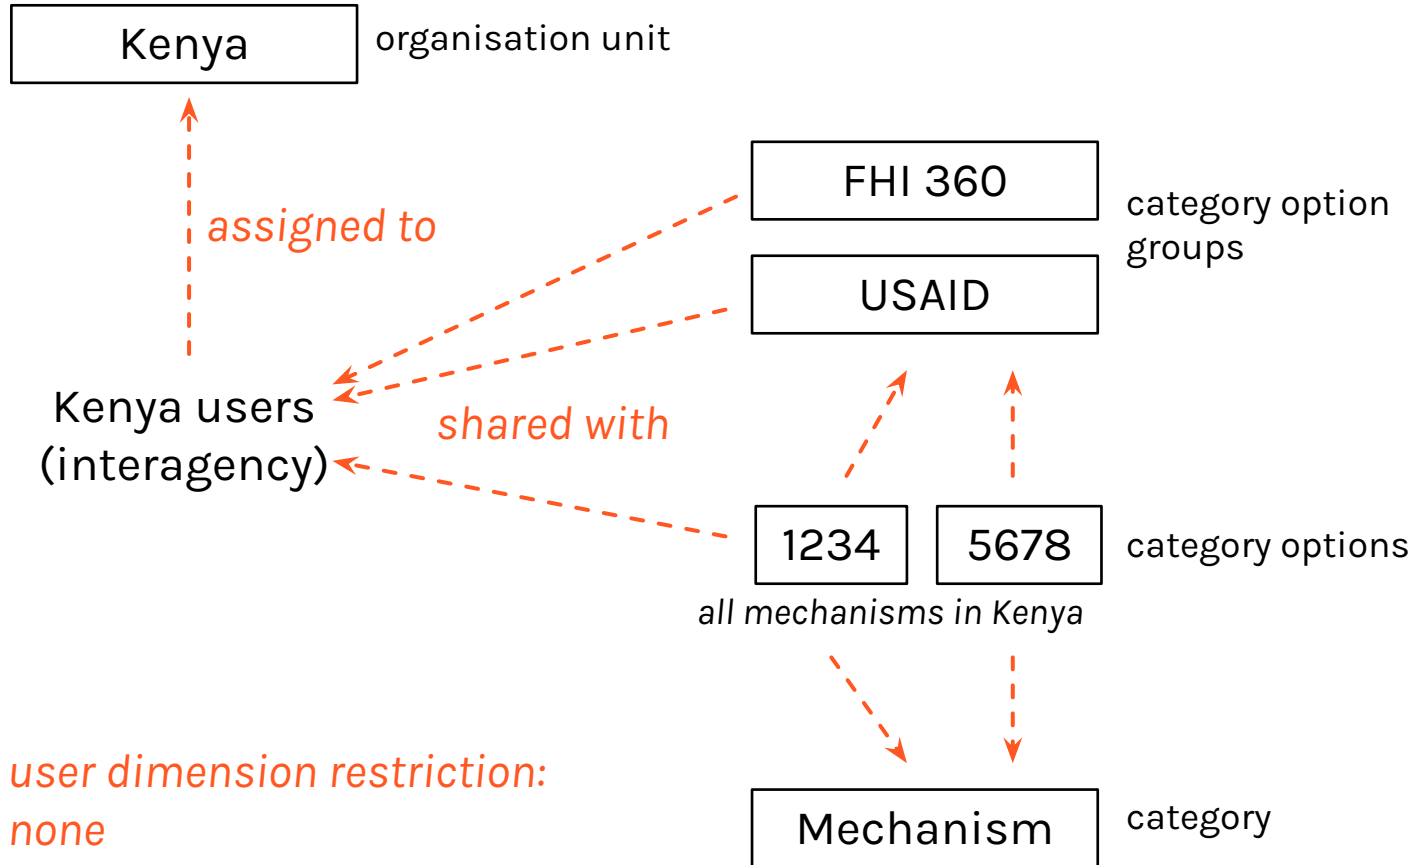 Kenya
organisation unit
FHI 360
category option
groups
assigned to
USAID
Kenya users
(interagency)
shared with
1234
5678
category options
all mechanisms in Kenya
user dimension restriction:
none
Mechanism
category